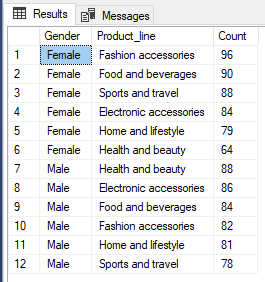 Results Messages
Gender Product_line Count
1 Female Fashion accessories 96
2 Female Food and beverages 90
3 Female Sports and travel 88
4 Female Electronic accessories 84
5 Female Home and lifestyle 79
6 Female Health and beauty 64
7 Male Health and beauty 88
8 Male Electronic accessories 86
9 Male Food and beverages 84
10 Male Fashion accessories 82
11 Male Home and lifestyle 81
12 Male Sports and travel 78